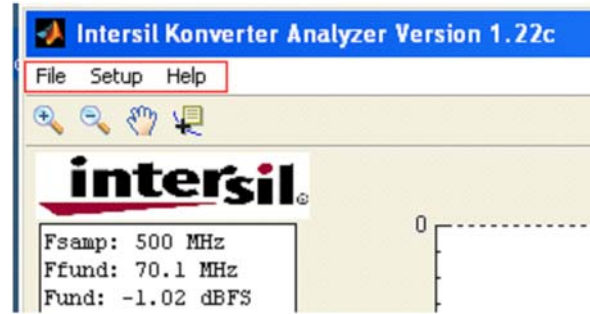 Intersil Konverter Analyzer Version 1.22c
File Setup Help
intersil
0
Fsamp: 500 MHz
Ffund: 70.1 MHz
Fund: -1.02 dBFS